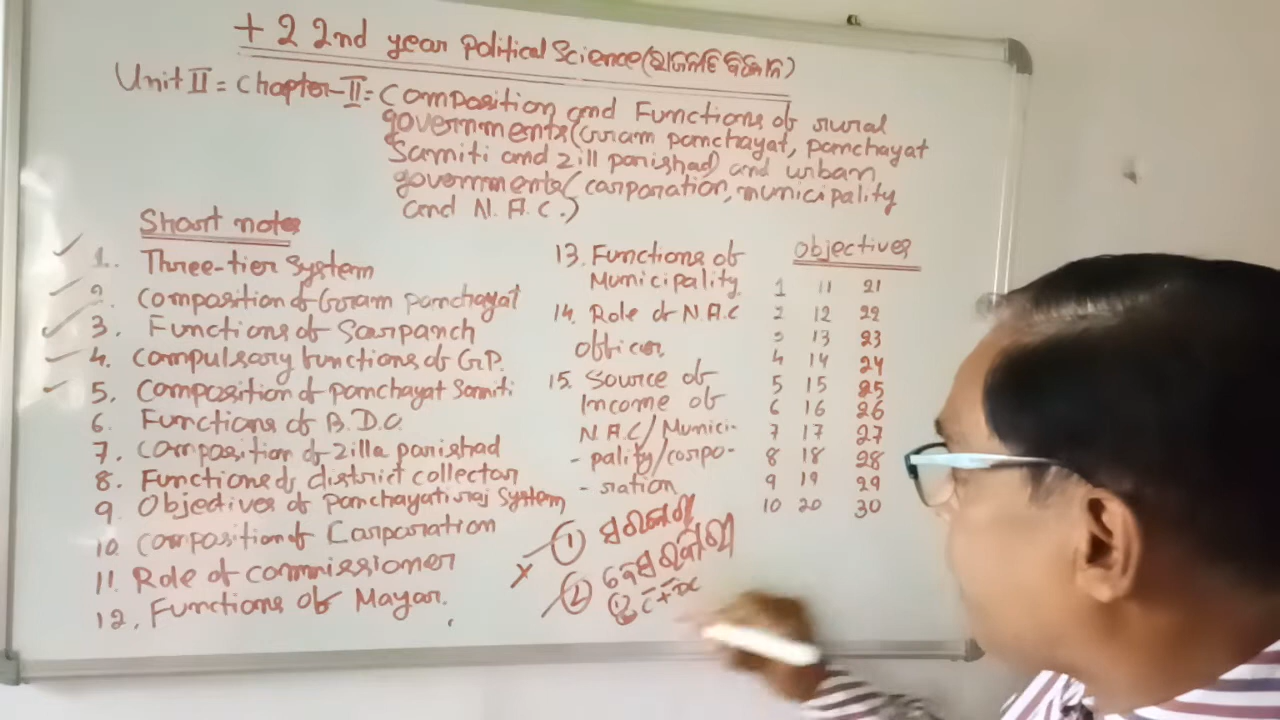 +2 2nd year Political Science(ରାଜନୀତି ବିଜ୍ଞାନ)
Unit II = Chapter-II = Composition and Functions of rural
governments(Gram panchayat, panchayat
Samiti and zill parishad) and urban
governments( corporation, municipality
and N.A.C.)
Short notes
1. Three-tier System
2. Composition of Gram panchayat
3. Functions of Sarpanch
4. Compulsary functions of G.P.
5. Composition of panchayat Samiti
6. Functions of B.D.O.
7. Composition of zilla parishad
8. Functions of district collector
9. Objectives of panchayatiraj System
10. Composition of Corporation
11. Role of commissioner
12. Functions of Mayar.
13. Functions of
Municipality
14. Role of N.A.C
officer
15. Source of
Income of
N.A.C/Munici-
-pality/corpo-
-ration
Objectives
1 11 21
2 12 22
3 13 23
4 14 24
5 15 25
6 16 26
7 17 27
8 18 28
9 19 29
10 20 30
1
2